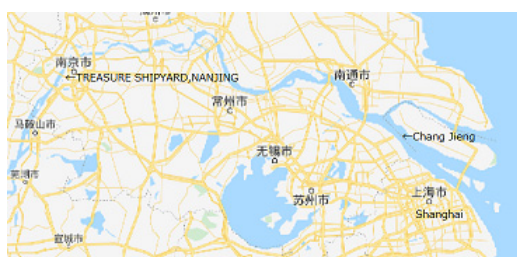 南京市
←TREASURE SHIPYARD,NANJING
南通市
常州市
马鞍山市
←Chang Jieng
无锡市
芜湖市
苏州市
上海市
Shanghai
宣城市